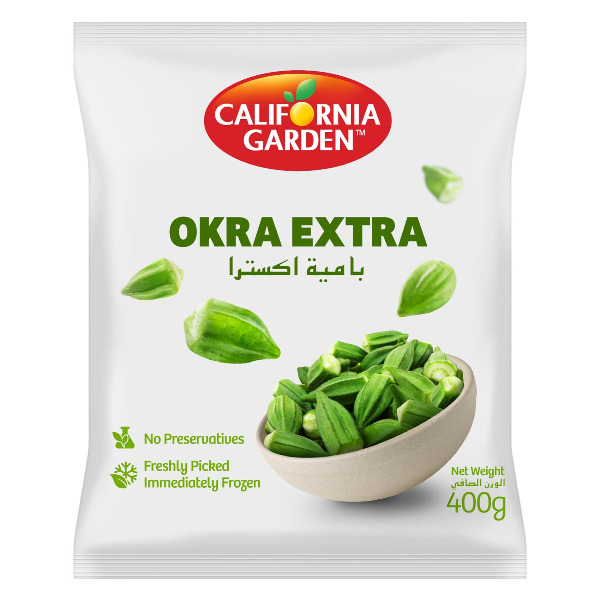 CALIFORNIA
GARDEN™
OKRA EXTRA
بامية اكسترا
No Preservatives
Freshly Picked
Immediately Frozen
Net Weight
الوزن الصافي
400g